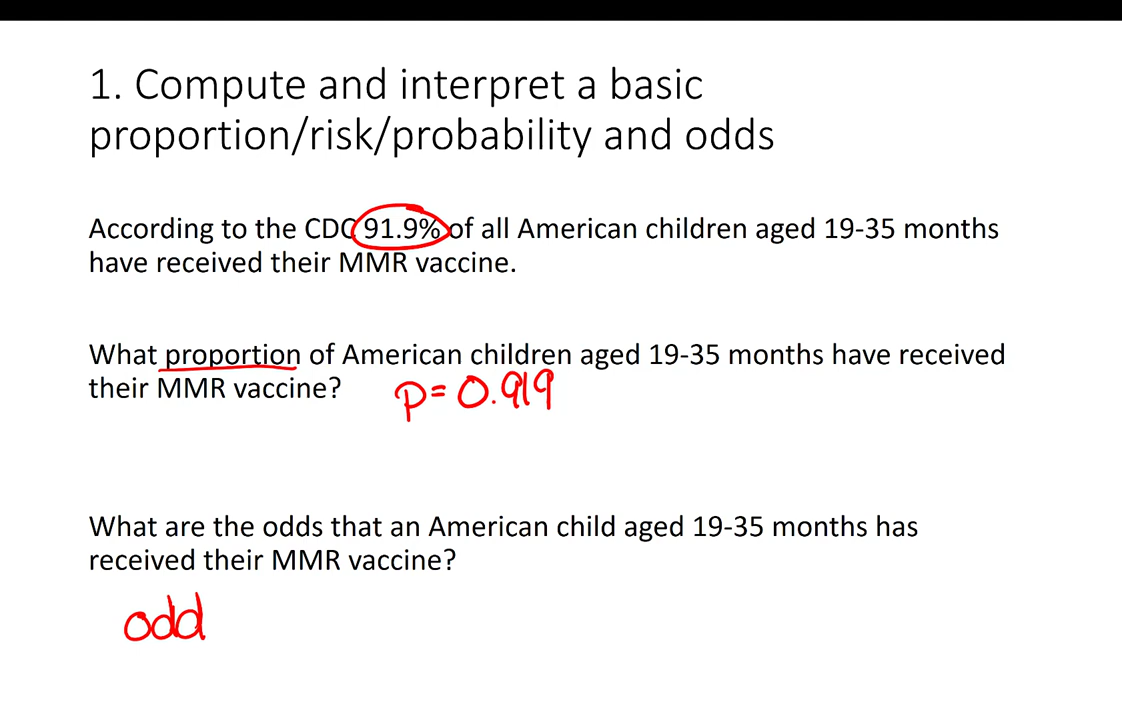 1. Compute and interpret a basic
proportion/risk/probability and odds
According to the CDC 91.9% of all American children aged 19-35 months
have received their MMR vaccine.
What proportion of American children aged 19-35 months have received
their MMR vaccine?
p= 0.919
What are the odds that an American child aged 19-35 months has
received their MMR vaccine?
odd